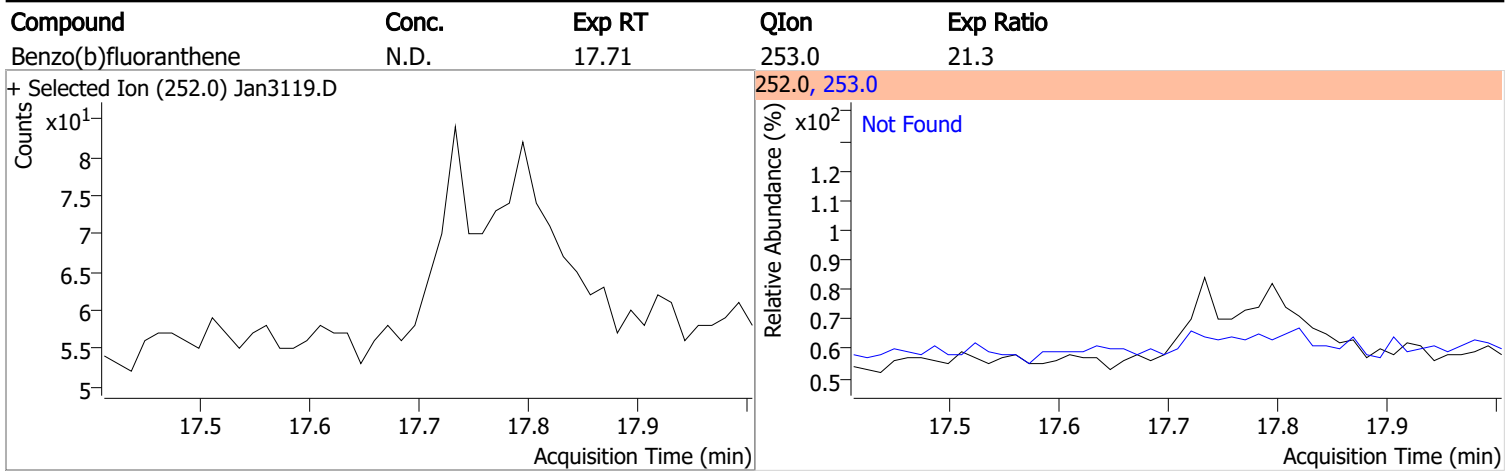 Compound Conc. Exp RT QIon Exp Ratio
Benzo(b)fluoranthene N.D. 17.71 253.0 21.3
+ Selected Ion (252.0) Jan3119.D
Counts
x101
8
7.5
7
6.5
6
5.5
5
17.5 17.6 17.7 17.8 17.9
Acquisition Time (min)
252.0, 253.0
Relative Abundance (%)
x102
Not Found
1.2
1.1
1
0.9
0.8
0.7
0.6
0.5
17.5 17.6 17.7 17.8 17.9
Acquisition Time (min)